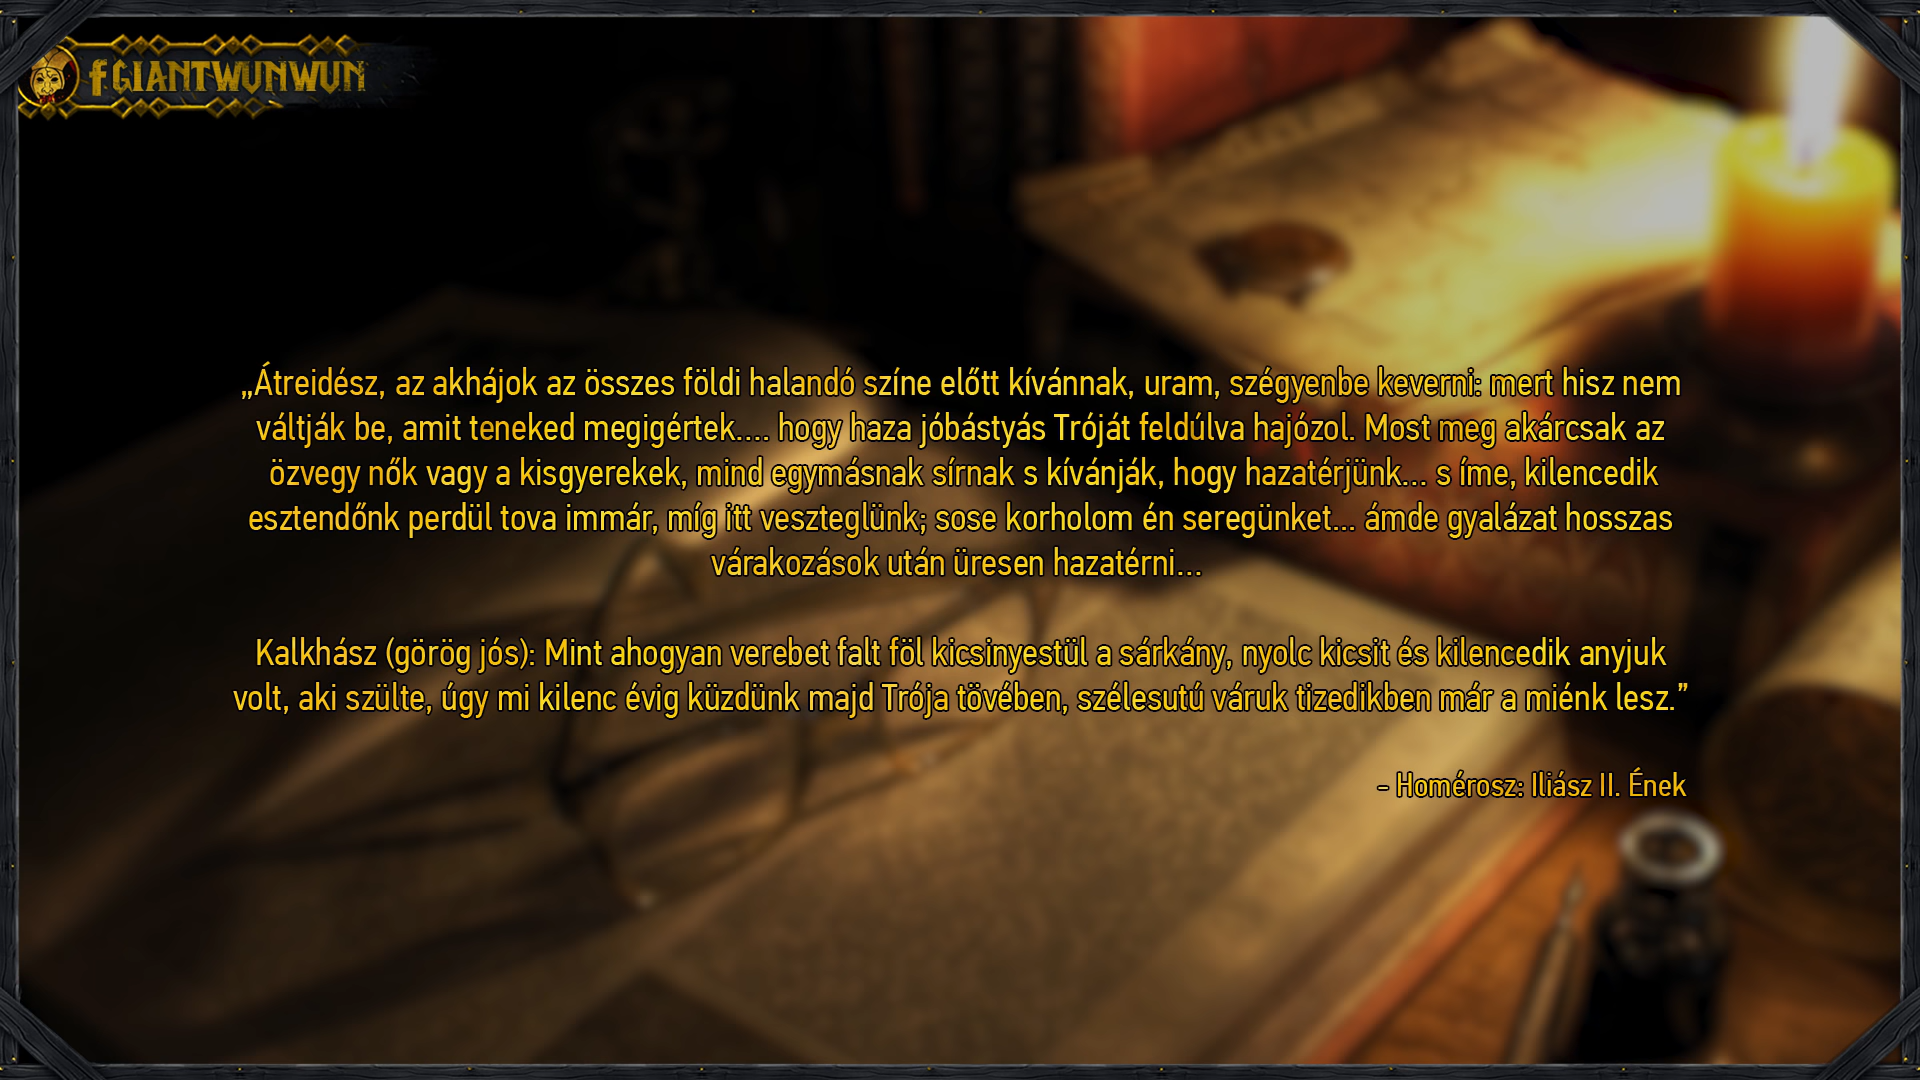 FGIANTWUNWUN
„Átreidész, az akhájok az összes földi halandó színe előtt kívánnak, uram, szégyenbe keverni: mert hisz nem
váltják be, amit teneked megigértek.... hogy haza jóbástyás Tróját feldúlva hajózol. Most meg akárcsak az
özvegy nők vagy a kisgyerekek, mind egymásnak sírnak s kívánják, hogy hazatérjünk... s íme, kilencedik
esztendőnk perdül tova immár, míg itt veszteglünk; sose korholom én seregünket... ámde gyalázat hosszas
várakozások után üresen hazatérni...
Kalkhász (görög jós): Mint ahogyan verebet falt föl kicsinyestül a sárkány, nyolc kicsit és kilencedik anyjuk
volt, aki szülte, úgy mi kilenc évig küzdünk majd Trója tövében, szélesutú váruk tizedikben már a miénk lesz.”
- Homérosz: Iliász II. Ének